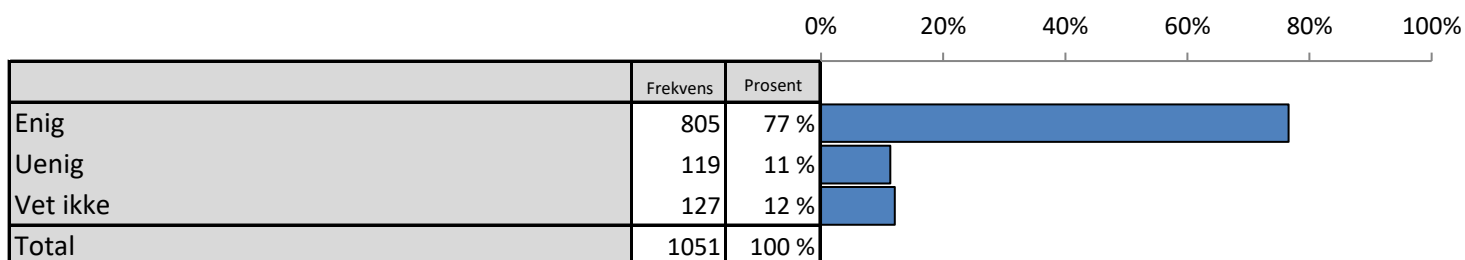 0% 20% 40% 60% 80% 100%
Frekvens Prosent
Enig 805 77 %
Uenig 119 11 %
Vet ikke 127 12 %
Total 1051 100 %